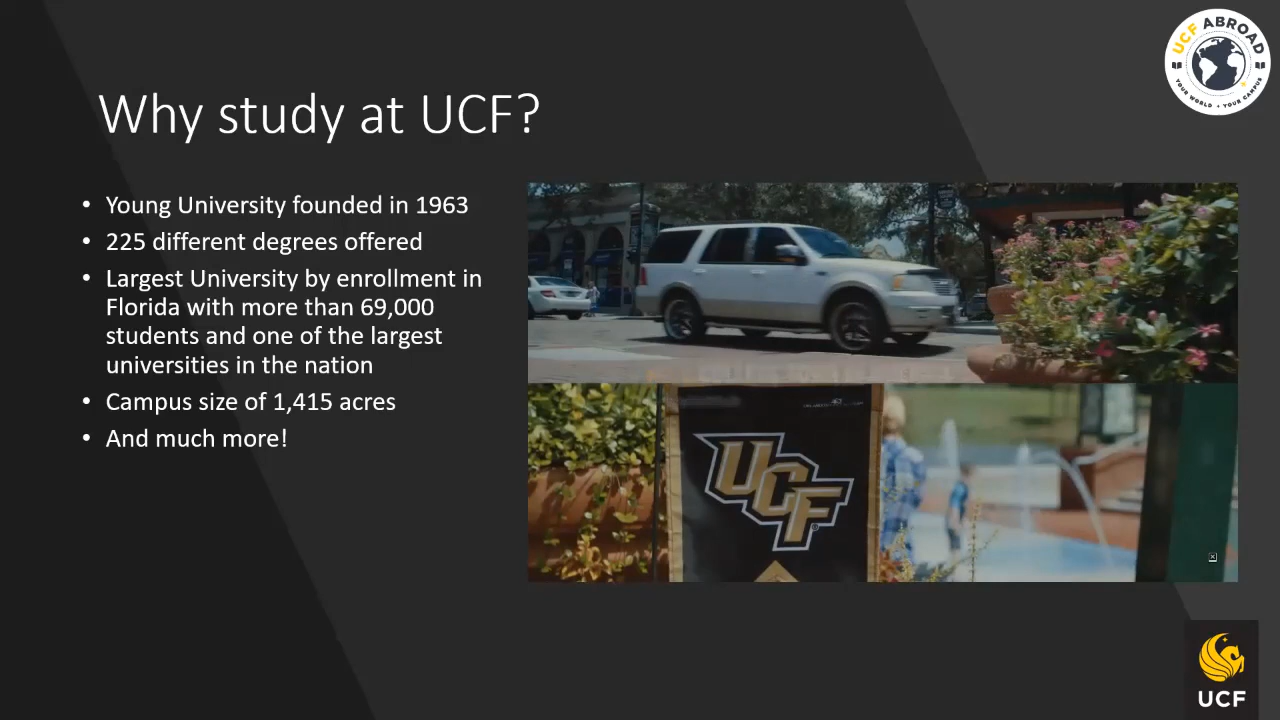 UCF ABROAD
YOUR WORLD • YOUR CAMPUS
Why study at UCF?
• Young University founded in 1963
• 225 different degrees offered
• Largest University by enrollment in
Florida with more than 69,000
students and one of the largest
universities in the nation
• Campus size of 1,415 acres
• And much more!
UCF
UCF